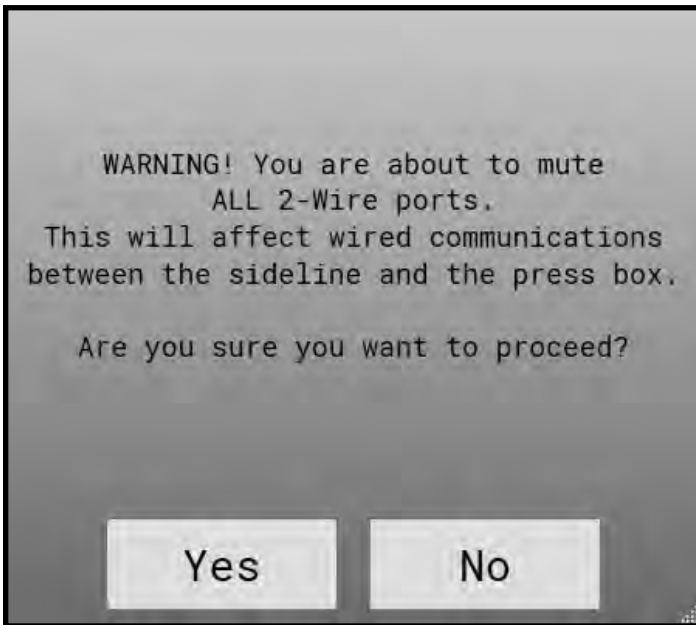 WARNING! You are about to mute
ALL 2-Wire ports.
This will affect wired communications
between the sideline and the press box.
Are you sure you want to proceed?
Yes No